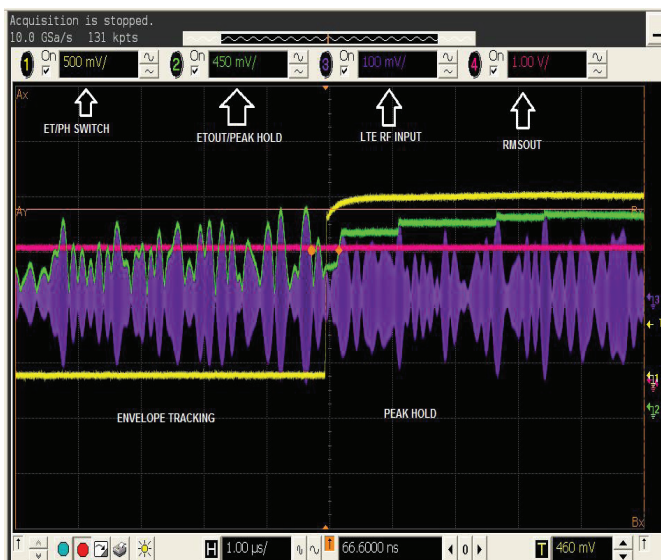 Acquisition is stopped.
10.0 GSa/s 131 kpts
1 On 500 mV/ 2 On 450 mV/ 3 On 100 mV/ 4 On 1.00 V/
Ax
ET/PH SWITCH ETOUT/PEAK HOLD LTE RF INPUT RMSOUT
Ay
ENVELOPE TRACKING PEAK HOLD
Bx
H 1.00 µs/ 66.6000 ns 0 T 460 mV